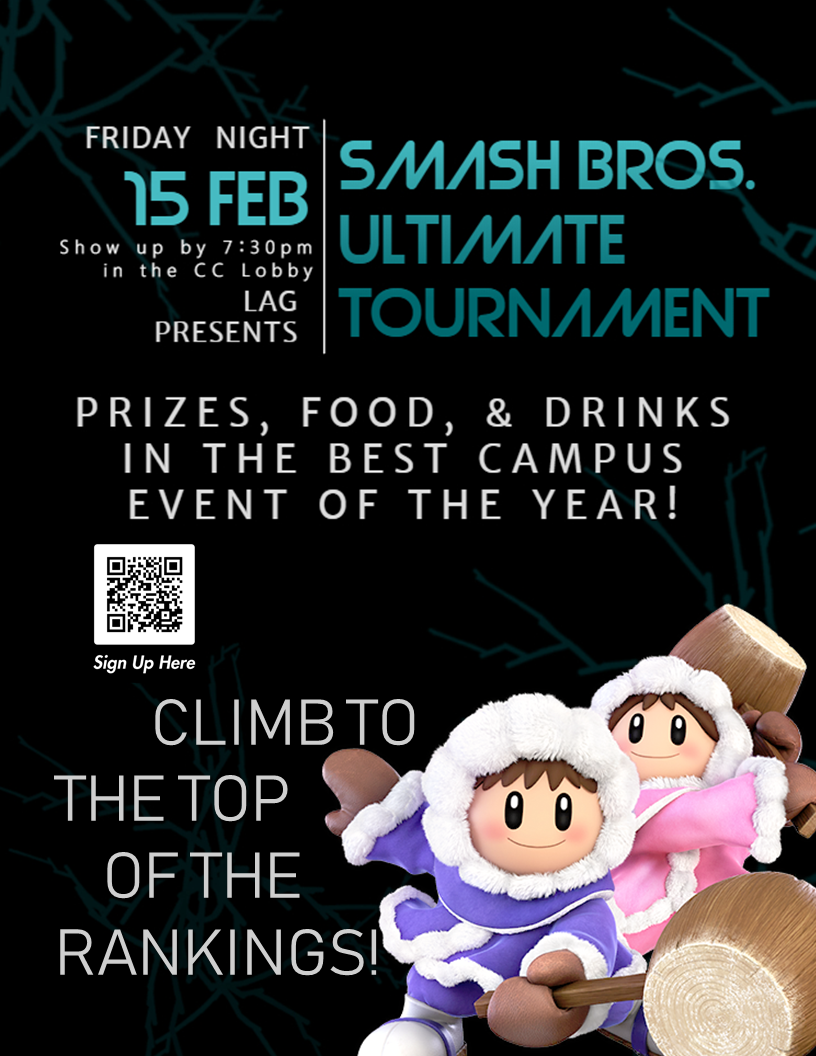 FRIDAY NIGHT
15 FEB
Show up by 7:30pm
in the CC Lobby
LAG
PRESENTS
SMASH BROS.
ULTIMATE
TOURNAMENT
PRIZES, FOOD, & DRINKS
IN THE BEST CAMPUS
EVENT OF THE YEAR!
Sign Up Here
CLIMB TO
THE TOP
OF THE
RANKINGS!